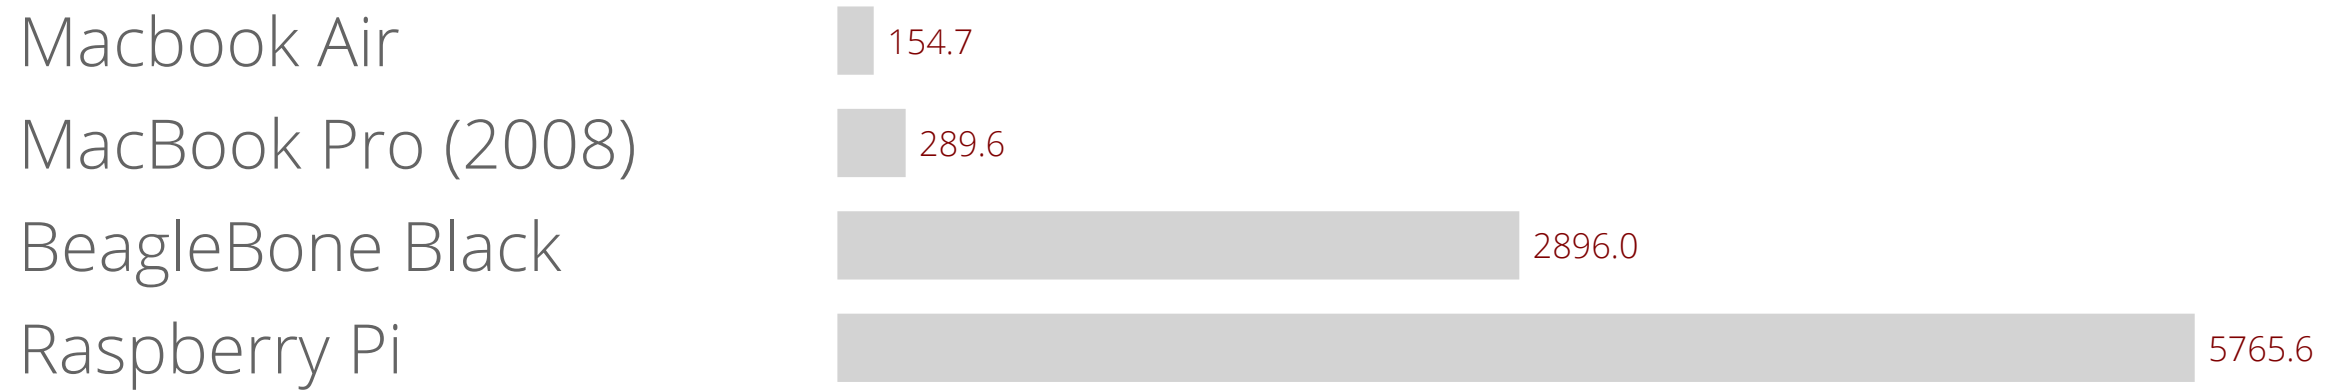 Macbook Air 154.7
MacBook Pro (2008) 289.6
BeagleBone Black 2896.0
Raspberry Pi 5765.6